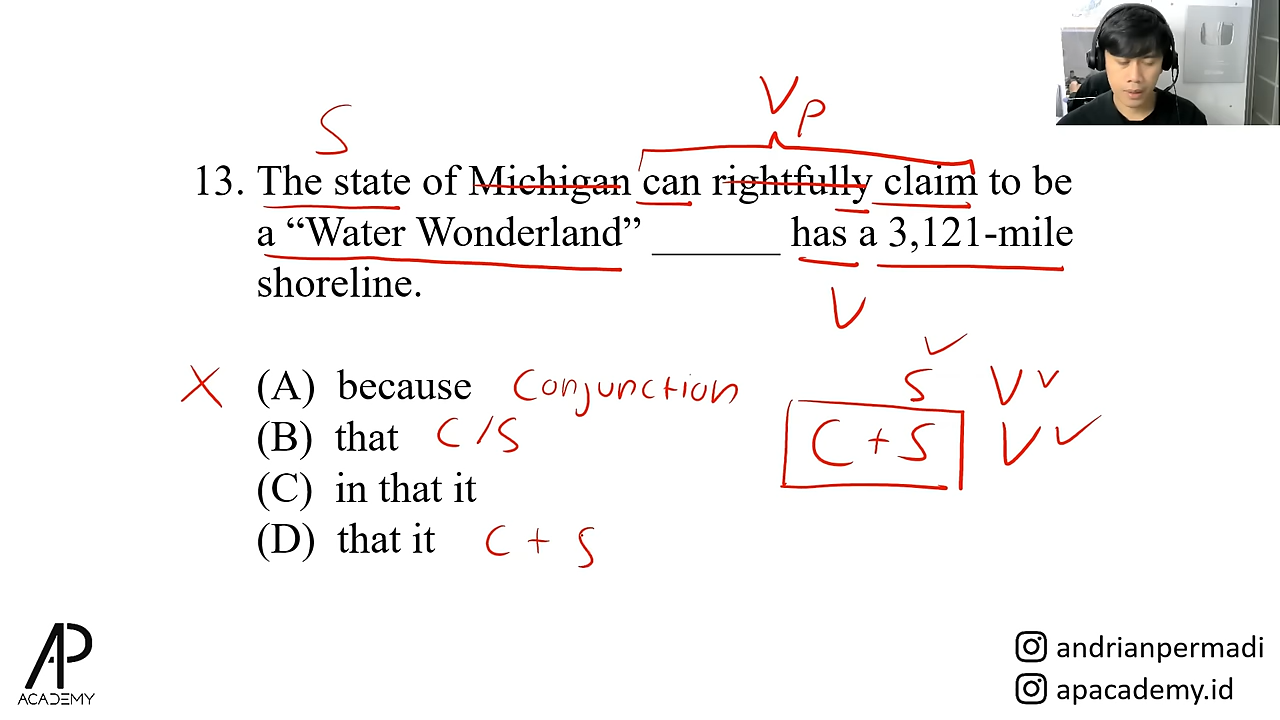 S
V P
13. The state of Michigan can rightfully claim to be
a “Water Wonderland” _______ has a 3,121-mile
shoreline.
V
(A) because Conjunction
(B) that C/S
(C) in that it
(D) that it C + S
S V
C + S V
AP
ACADEMY
andrianpermadi
apacademy.id